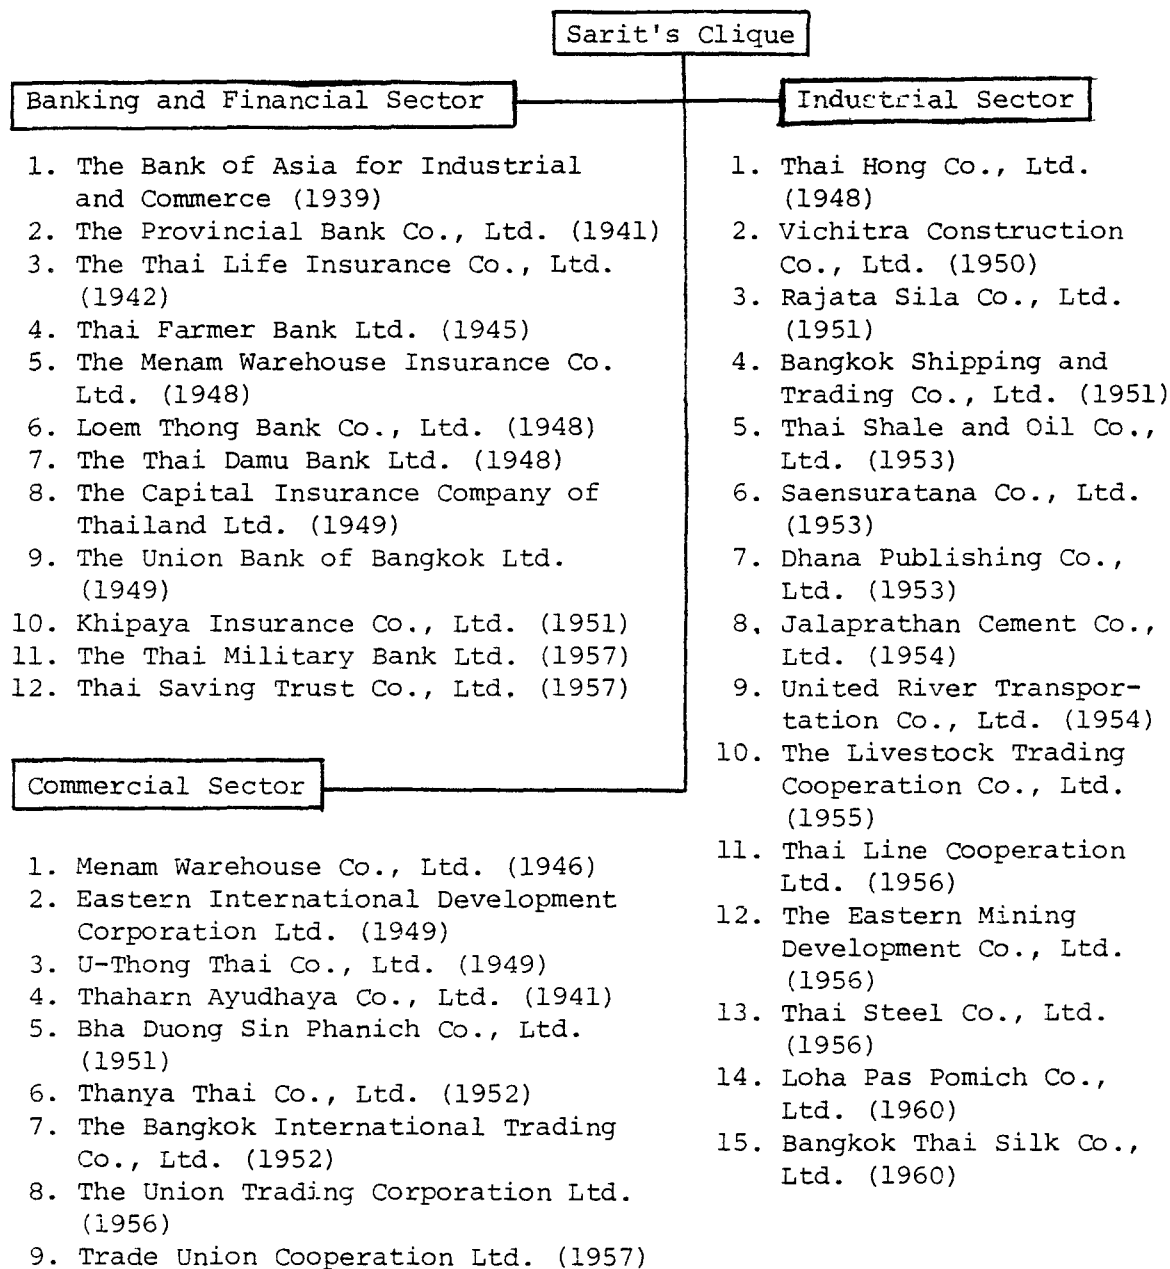 Sarit's Clique
Banking and Financial Sector
1. The Bank of Asia for Industrial
and Commerce (1939)
2. The Provincial Bank Co., Ltd. (1941)
3. The Thai Life Insurance Co., Ltd.
(1942)
4. Thai Farmer Bank Ltd. (1945)
5. The Menam Warehouse Insurance Co.
Ltd. (1948)
6. Loem Thong Bank Co., Ltd. (1948)
7. The Thai Damu Bank Ltd. (1948)
8. The Capital Insurance Company of
Thailand Ltd. (1949)
9. The Union Bank of Bangkok Ltd.
(1949)
10. Khipaya Insurance Co., Ltd. (1951)
11. The Thai Military Bank Ltd. (1957)
12. Thai Saving Trust Co., Ltd. (1957)
Commercial Sector
1. Menam Warehouse Co., Ltd. (1946)
2. Eastern International Development
Corporation Ltd. (1949)
3. U-Thong Thai Co., Ltd. (1949)
4. Thaharn Ayudhaya Co., Ltd. (1941)
5. Bha Duong Sin Phanich Co., Ltd.
(1951)
6. Thanya Thai Co., Ltd. (1952)
7. The Bangkok International Trading
Co., Ltd. (1952)
8. The Union Trading Corporation Ltd.
(1956)
9. Trade Union Cooperation Ltd. (1957)
Industrial Sector
1. Thai Hong Co., Ltd.
(1948)
2. Vichitra Construction
Co., Ltd. (1950)
3. Rajata Sila Co., Ltd.
(1951)
4. Bangkok Shipping and
Trading Co., Ltd. (1951)
5. Thai Shale and Oil Co.,
Ltd. (1953)
6. Saensuratana Co., Ltd.
(1953)
7. Dhana Publishing Co.,
Ltd. (1953)
8. Jalaprathan Cement Co.,
Ltd. (1954)
9. United River Transpor-
tation Co., Ltd. (1954)
10. The Livestock Trading
Cooperation Co., Ltd.
(1955)
11. Thai Line Cooperation
Ltd. (1956)
12. The Eastern Mining
Development Co., Ltd.
(1956)
13. Thai Steel Co., Ltd.
(1956)
14. Loha Pas Pomich Co.,
Ltd. (1960)
15. Bangkok Thai Silk Co.,
Ltd. (1960)